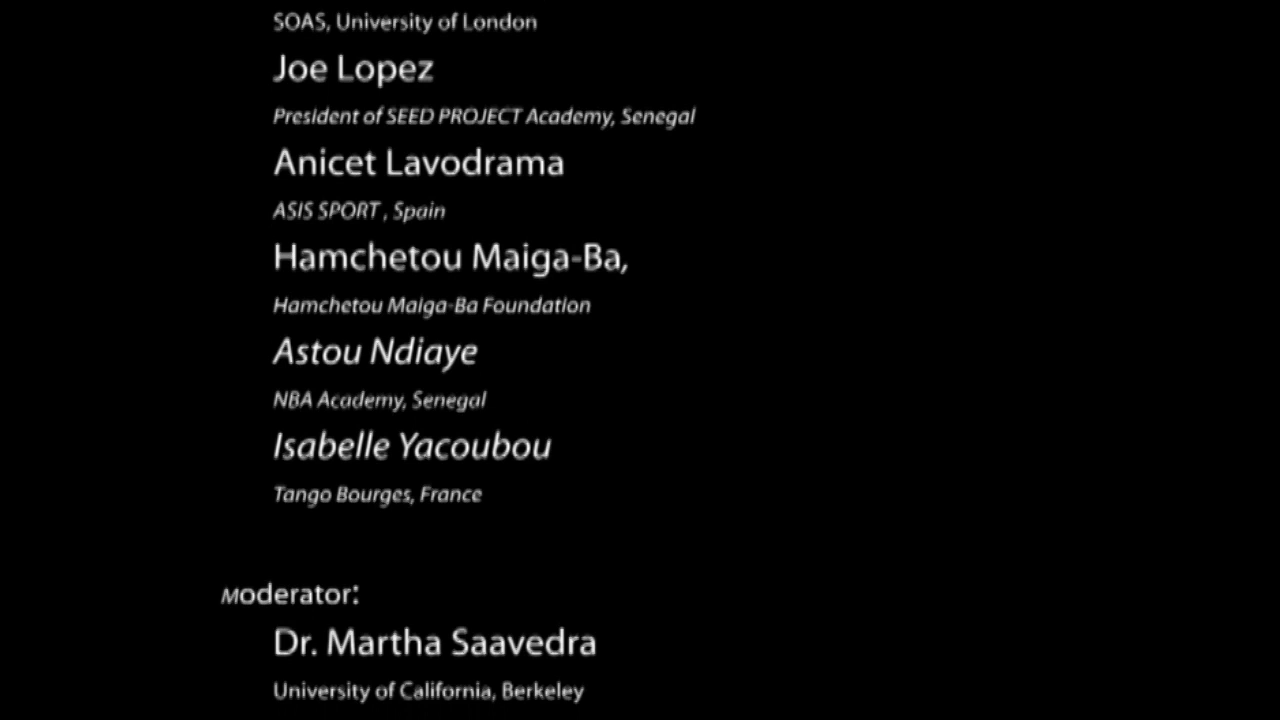 SOAS, University of London
Joe Lopez
President of SEED PROJECT Academy, Senegal
Anicet Lavodrama
ASIS SPORT , Spain
Hamchetou Maiga-Ba,
Hamchetou Maiga-Ba Foundation
Astou Ndiaye
NBA Academy, Senegal
Isabelle Yacoubou
Tango Bourges, France
Moderator:
Dr. Martha Saavedra
University of California, Berkeley